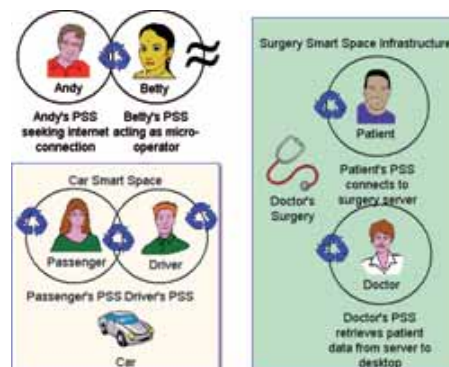 Andy
Betty
Andy's PSS
seeking internet
connection
Betty's PSS
acting as micro-
operator
Car Smart Space
Passenger
Driver
Passenger's PSS Driver's PSS
Car
Surgery Smart Space Infrastructure
Patient
Patient's PSS
connects to
surgery server
Doctor's
Surgery
Doctor
Doctor's PSS
retrieves patient
data from server to
desktop